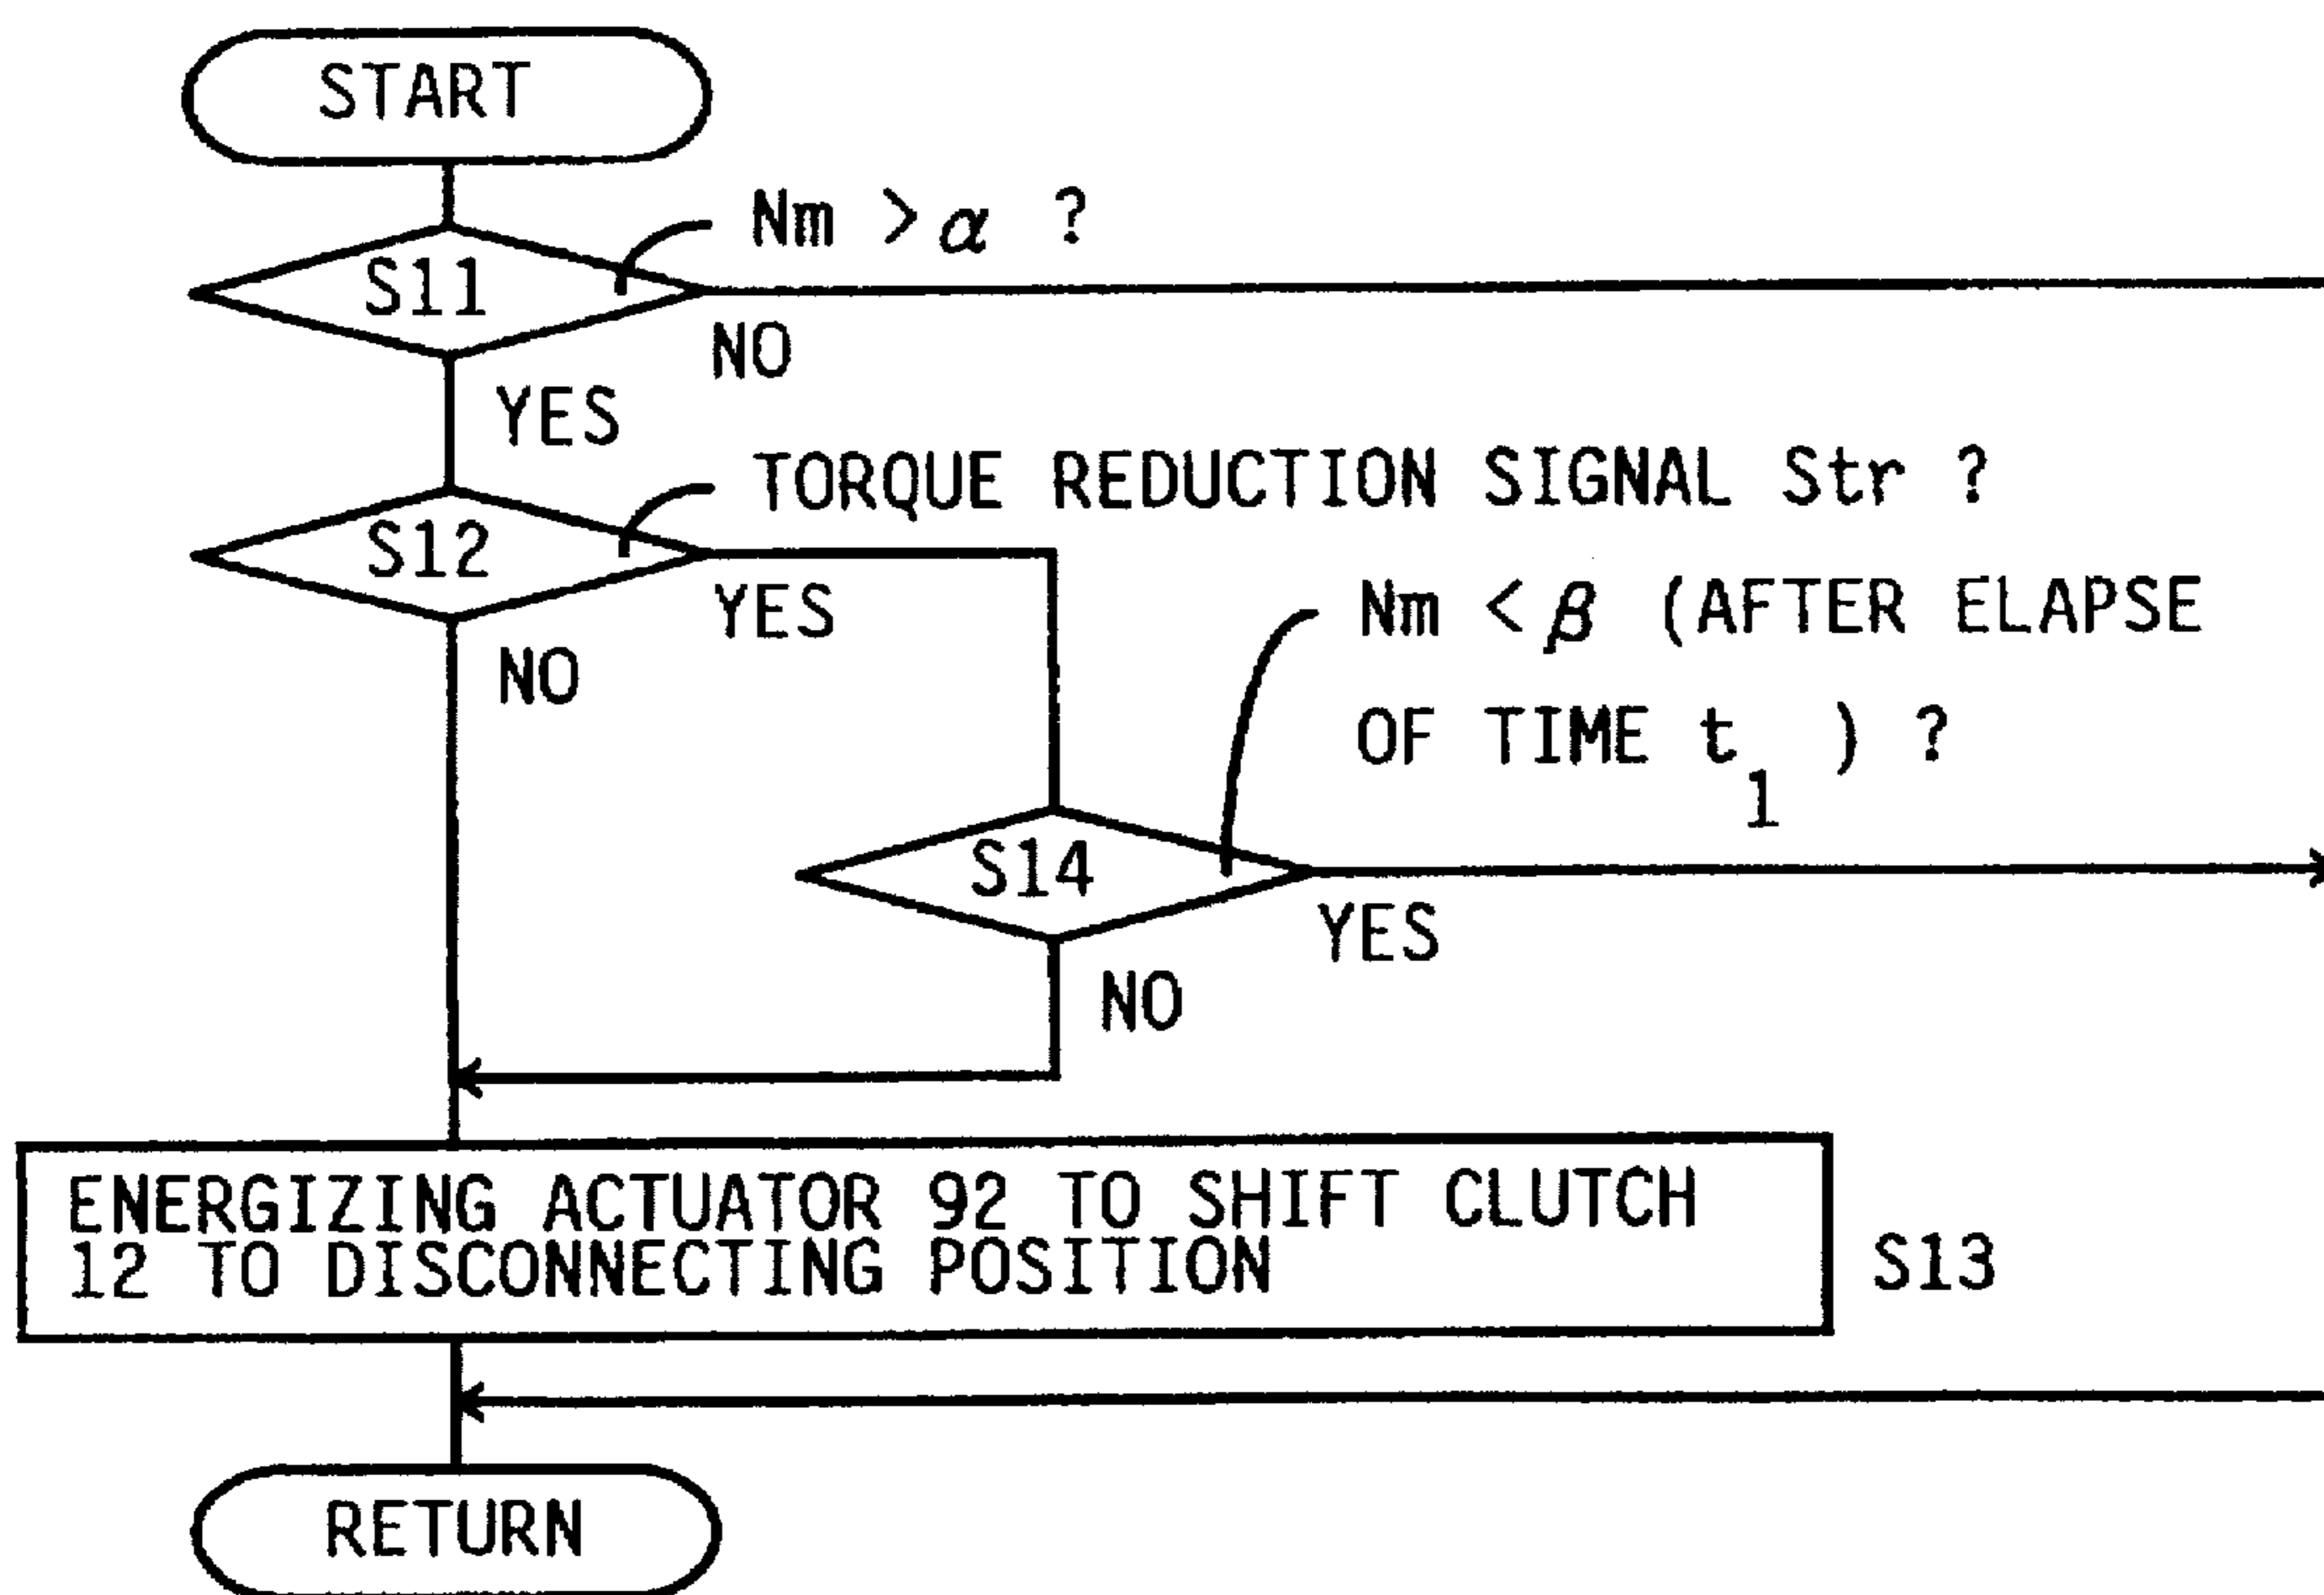 START
Nm > α ?
S11
NO
YES
TORQUE REDUCTION SIGNAL Str ?
S12
YES
NO
Nm < β (AFTER ELAPSE
OF TIME t1 ) ?
S14
YES
NO
ENERGIZING ACTUATOR 92 TO SHIFT CLUTCH
12 TO DISCONNECTING POSITION
S13
RETURN